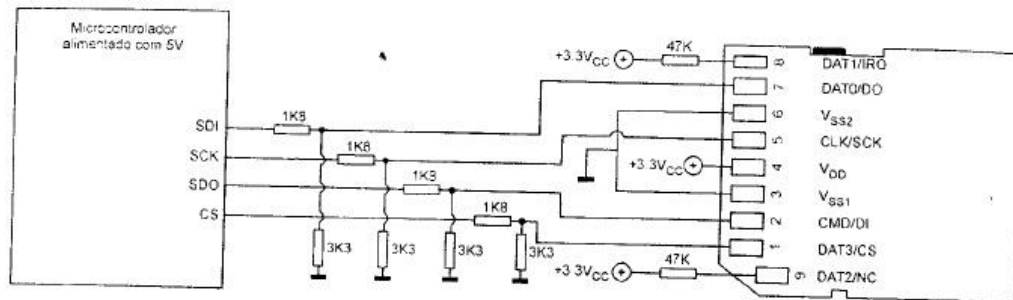 Microcontrolador
alimentado com 5V
SDI
SCK
SDO
CS
1K8
1K8
1K8
1K8
3K3
3K3
3K3
3K3
+3.3VCC
47K
+3.3VCC
+3.3VCC
47K
8 DAT1/IRQ
7 DAT0/DO
6 VSS2
5 CLK/SCK
4 VDD
3 VSS1
2 CMD/DI
1 DAT3/CS
9 DAT2/NC